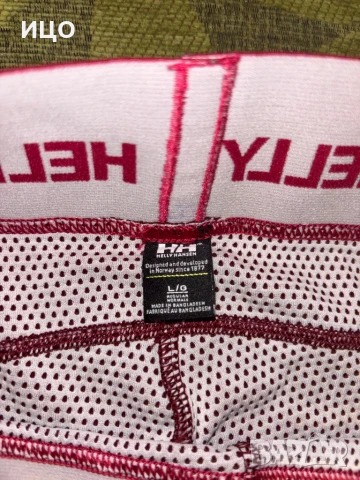 ИЦО
HELLY
HELLY
HH
HELLY HANSEN
Designed and developed
in Norway since 1877
L/G
REGULAR
NORMALE
MADE IN BANGLADESH
FABRIQUÉ AU BANGLADESH